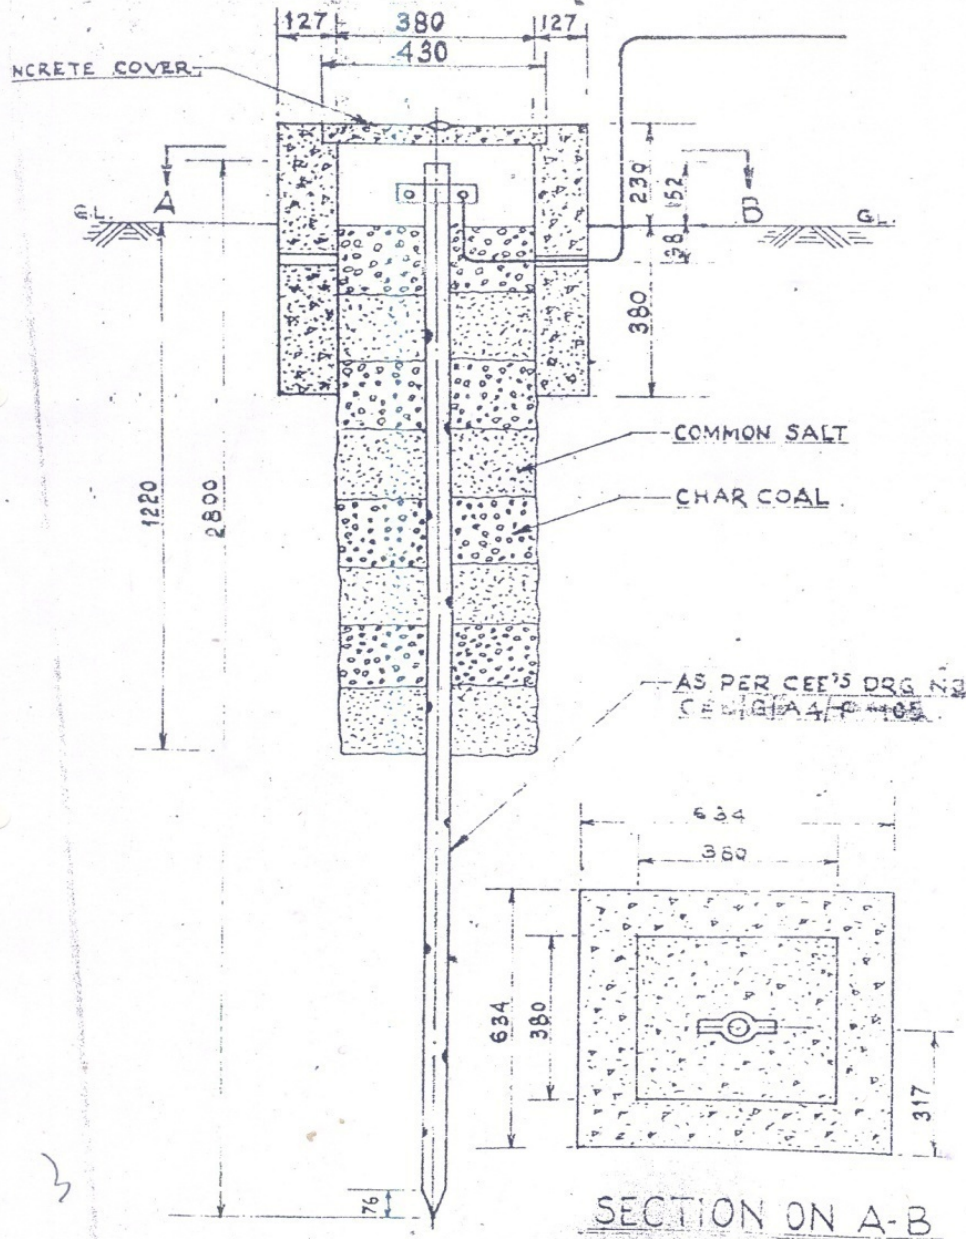 127
380
127
430
NCRETE COVER
A
B
G.L.
G.L.
230
152
38
380
1220
2800
COMMON SALT
CHAR COAL
AS PER CEE'S DRG Nº
634
380
634
380
317
76
SECTION ON A-B